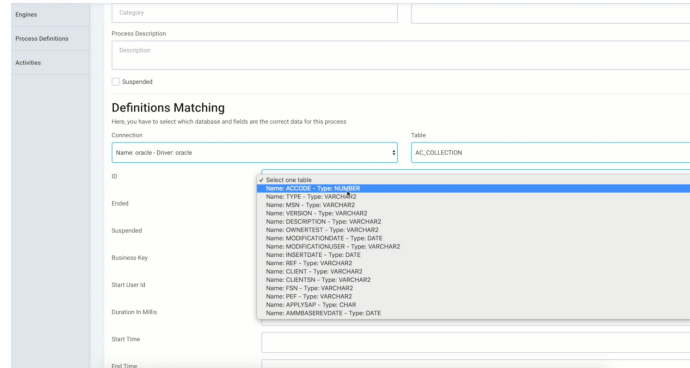 Engines
Category
Process Definitions
Process Description
Description
Activities
Suspended
Definitions Matching
Here, you have to select which database and fields are the correct data for this process
Connection
Table
Name: oracle - Driver: oracle
AC_COLLECTION
ID
✓ Select one table
Name: ACCODE - Type: NUMBER
Name: TYPE - Type: VARCHAR2
Name: MSN - Type: VARCHAR2
Name: VERSION - Type: VARCHAR2
Name: DESCRIPTION - Type: VARCHAR2
Name: OWNERTEST - Type: VARCHAR2
Name: MODIFICATIONDATE - Type: DATE
Name: MODIFICATIONUSER - Type: VARCHAR2
Name: INSERTDATE - Type: DATE
Name: REF - Type: VARCHAR2
Name: CLIENT - Type: VARCHAR2
Name: CLIENTSN - Type: VARCHAR2
Name: FSN - Type: VARCHAR2
Name: PEF - Type: VARCHAR2
Name: APPLYSAP - Type: CHAR
Name: AMMBASEREVDATE - Type: DATE
Ended
Suspended
Business Key
Start User Id
Duration In Millis
Start Time
End Time